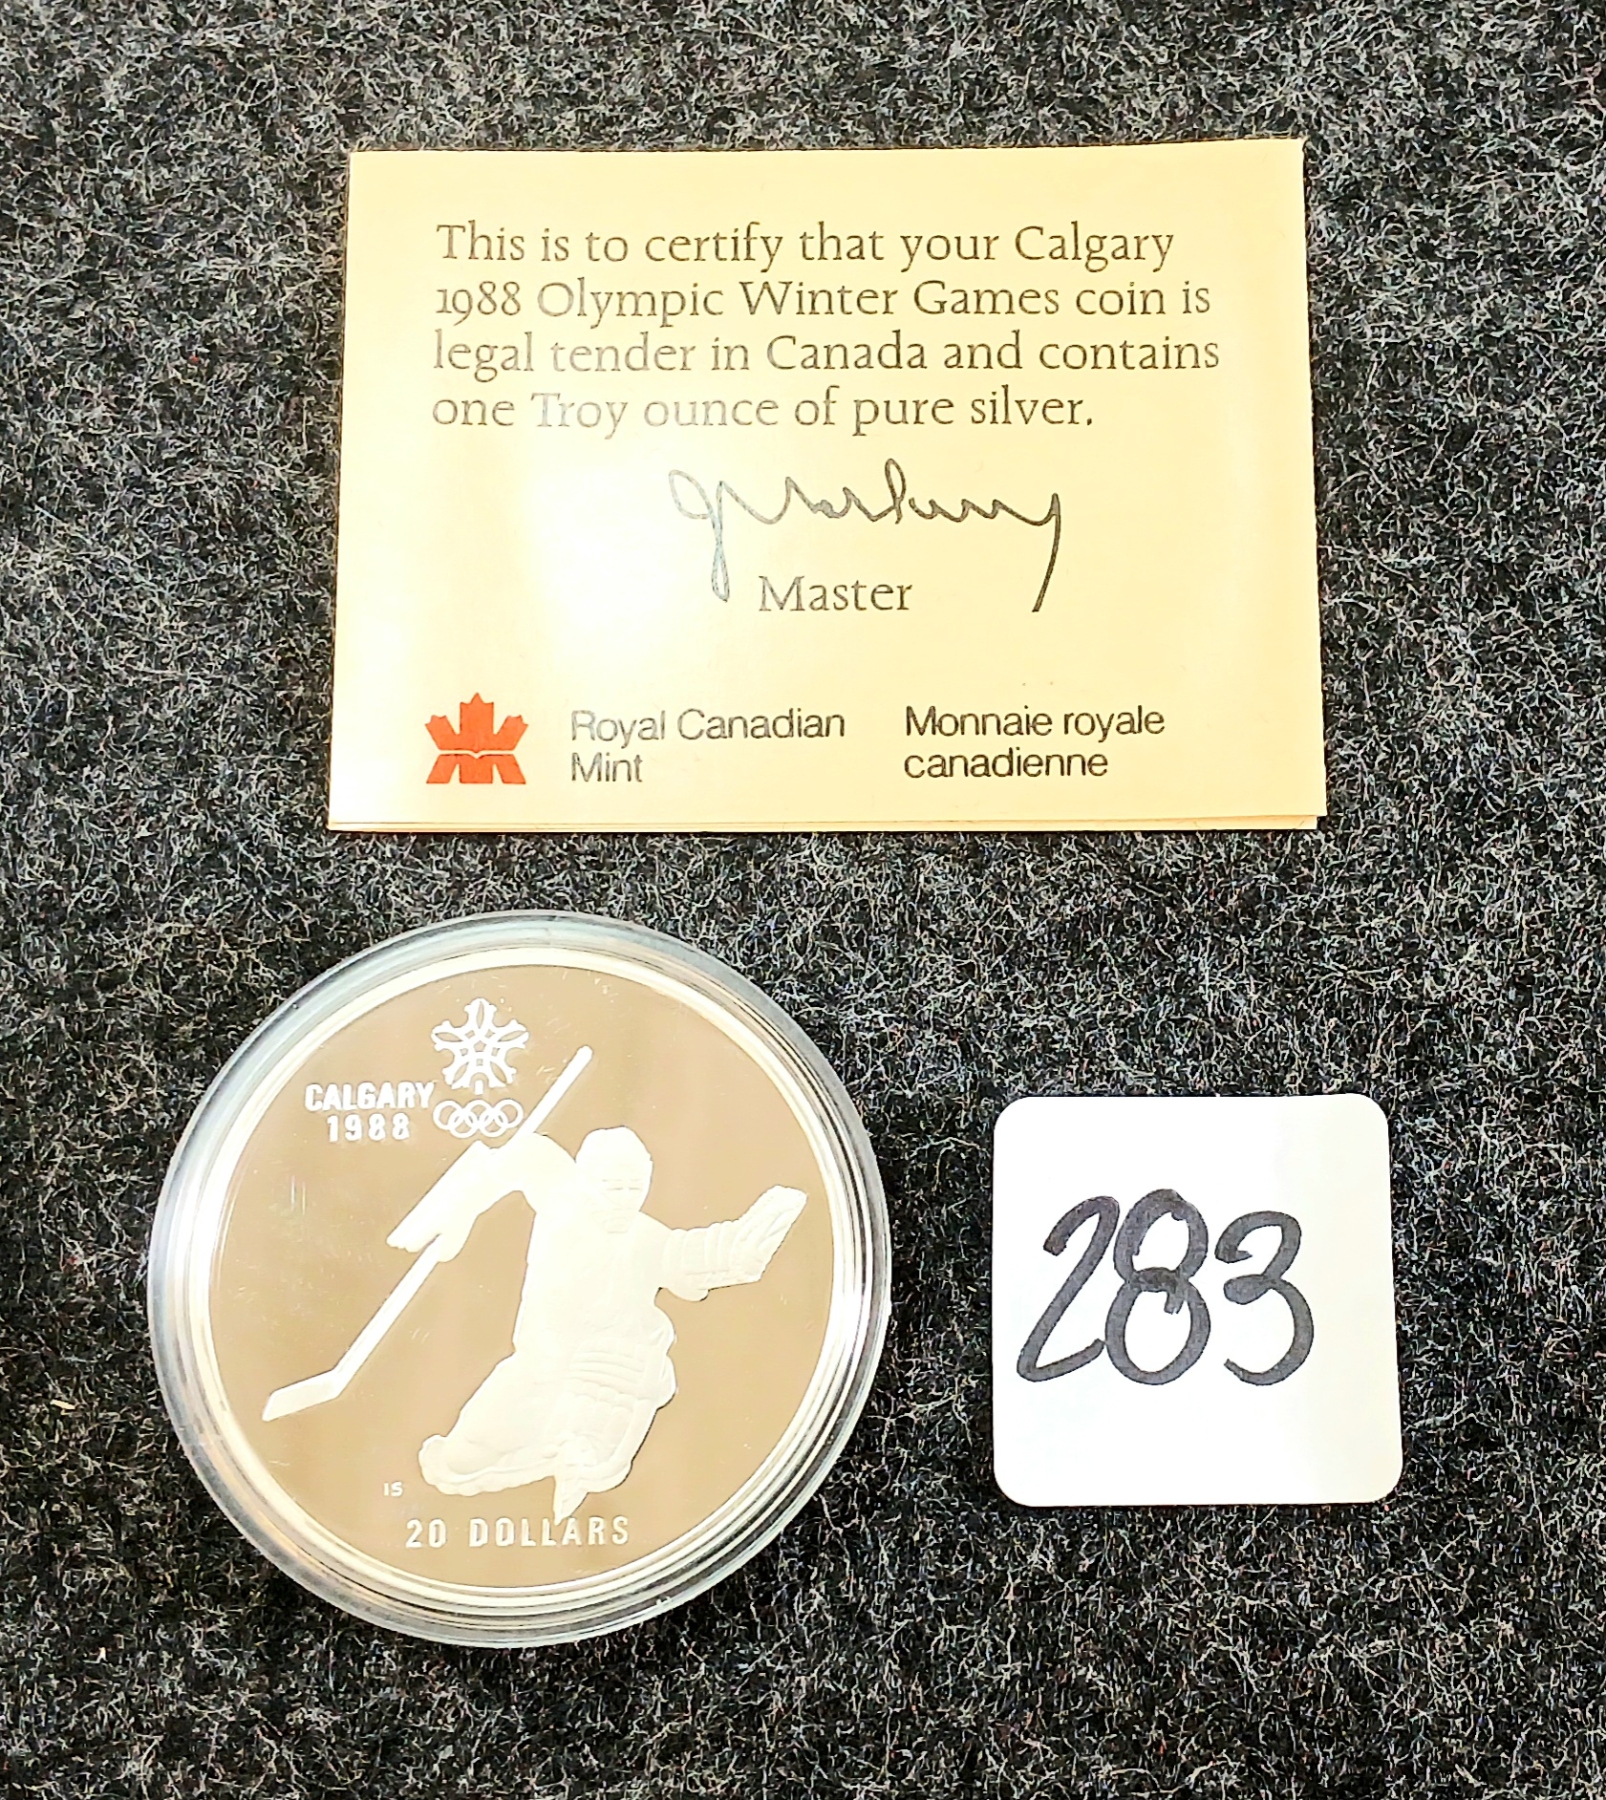 This is to certify that your Calgary
1988 Olympic Winter Games coin is
legal tender in Canada and contains
one Troy ounce of pure silver.
Master
Royal Canadian
Mint
Monnaie royale
canadienne
CALGARY
1988
IS
20 DOLLARS
283